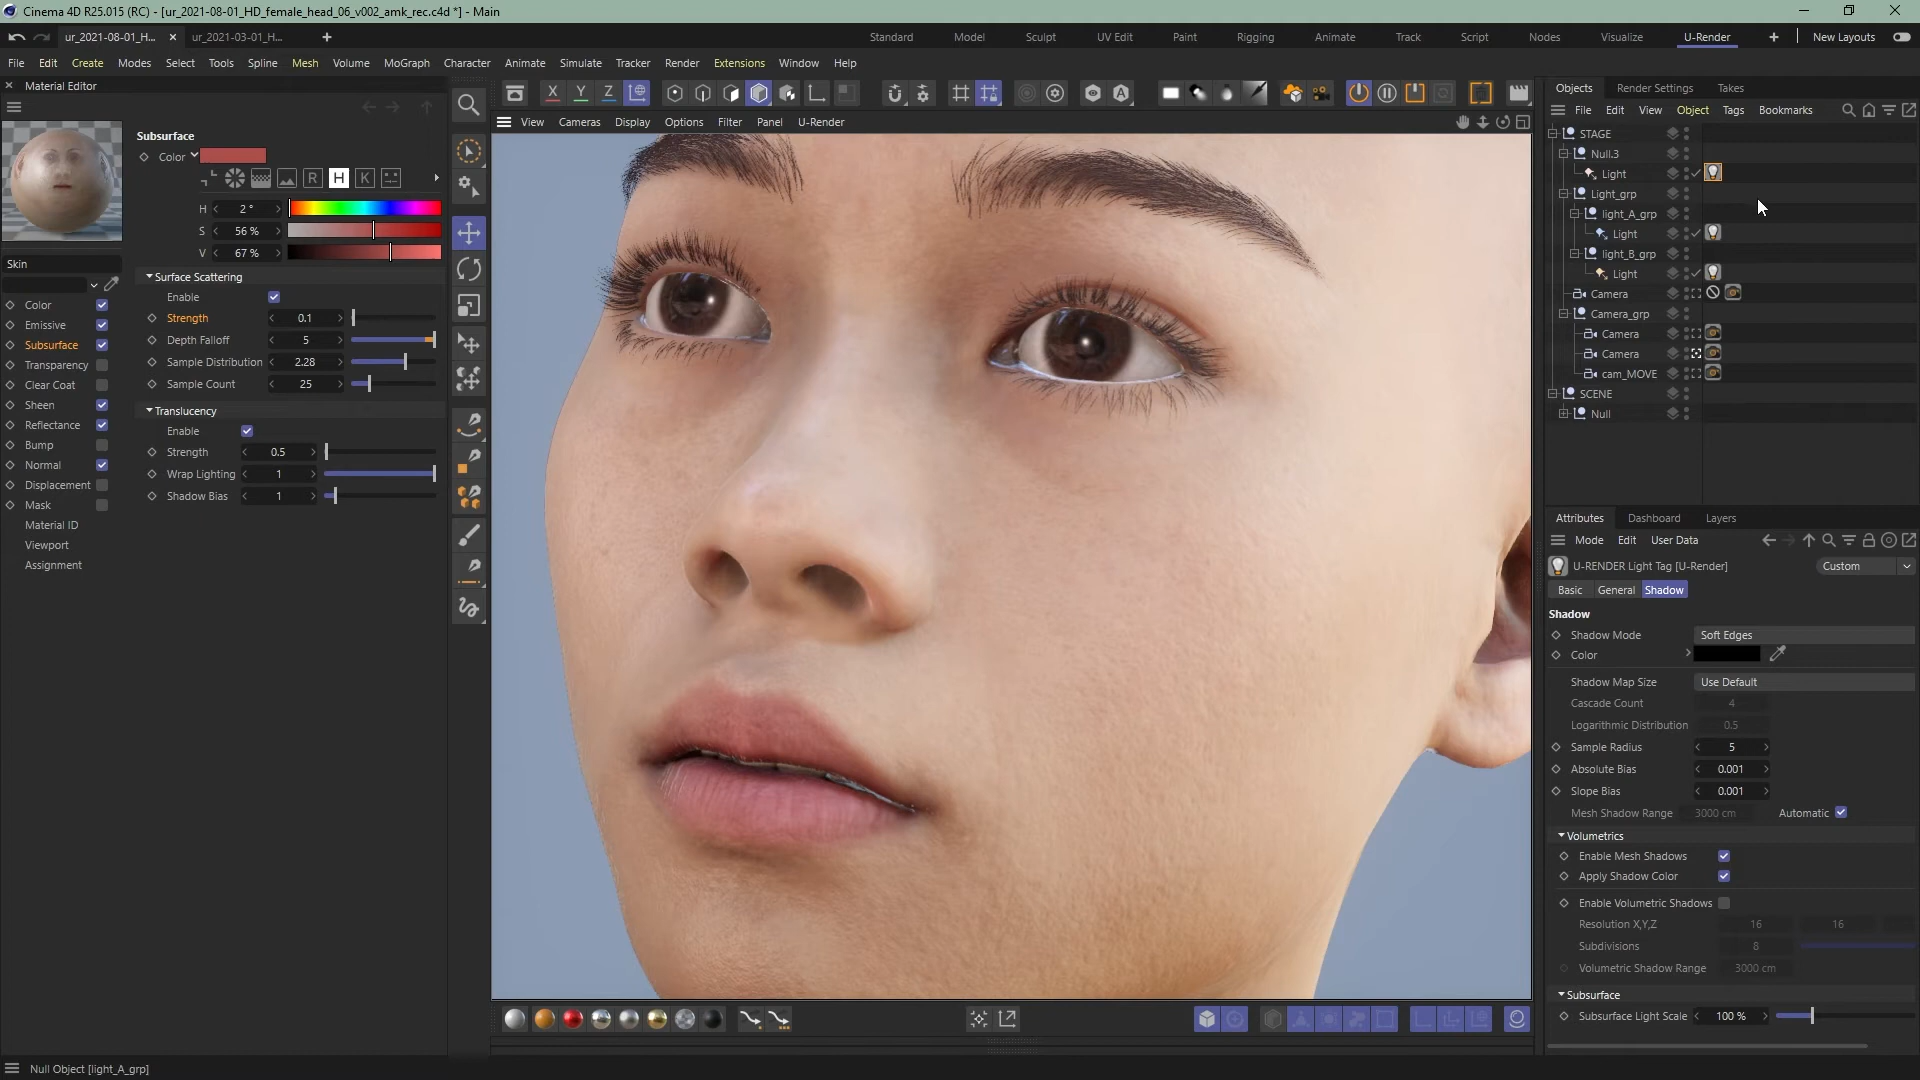 Cinema 4D R25.015 (RC) - [ur_2021-08-01_HD_female_head_06_v002_amk_rec.c4d *] - Main
ur_2021-08-01_H... × ur_2021-03-01_H... + Standard Model Sculpt UV Edit Paint Rigging Animate Track Script Nodes Visualize U-Render + New Layouts
File Edit Create Modes Select Tools Spline Mesh Volume MoGraph Character Animate Simulate Tracker Render Extensions Window Help
Material Editor
Subsurface
Color
R H K
H 2 °
S 56 %
V 67 %
Skin
Color
Emissive
Subsurface
Transparency
Clear Coat
Sheen
Reflectance
Bump
Normal
Displacement
Mask
Material ID
Viewport
Assignment
Surface Scattering
Enable
Strength 0.1
Depth Falloff 5
Sample Distribution 2.28
Sample Count 25
Translucency
Enable
Strength 0.5
Wrap Lighting 1
Shadow Bias 1
X Y Z
View Cameras Display Options Filter Panel U-Render
Objects Render Settings Takes
File Edit View Object Tags Bookmarks
STAGE
Null.3
Light
Light_grp
light_A_grp
Light
light_B_grp
Light
Camera
Camera_grp
Camera
Camera
cam_MOVE
SCENE
Null
Attributes Dashboard Layers
Mode Edit User Data
U-RENDER Light Tag [U-Render] Custom
Basic General Shadow
Shadow
Shadow Mode Soft Edges
Color
Shadow Map Size Use Default
Cascade Count 4
Logarithmic Distribution 0.5
Sample Radius 5
Absolute Bias 0.001
Slope Bias 0.001
Mesh Shadow Range 3000 cm Automatic
Volumetrics
Enable Mesh Shadows
Apply Shadow Color
Enable Volumetric Shadows
Resolution X,Y,Z 16 16
Subdivisions 8
Volumetric Shadow Range 3000 cm
Subsurface
Subsurface Light Scale 100 %
Null Object [light_A_grp]